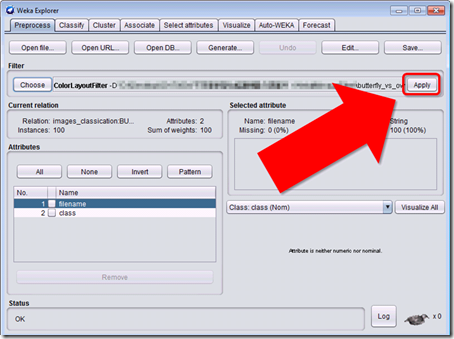 Weka Explorer
Preprocess Classify Cluster Associate Select attributes Visualize Auto-WEKA Forecast
Open file... Open URL... Open DB... Generate... Undo Edit... Save...
Filter
Choose ColorLayoutFilter -D \butterfly_vs_ow Apply
Current relation
Relation: images_classication:BU...
Attributes: 2
Instances: 100
Sum of weights: 100
Selected attribute
Name: filename
String
Missing: 0 (0%)
100 (100%)
Attributes
All None Invert Pattern
No. Name
1 filename
2 class
Remove
Class: class (Nom) Visualize All
Attribute is neither numeric nor nominal.
Status
OK
Log
x 0